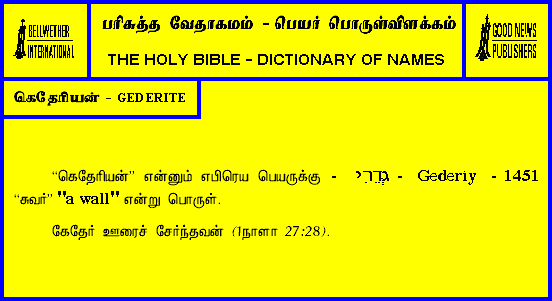 BELLWETHER
INTERNATIONAL
பரிசுத்த வேதாகமம் - பெயர் பொருள்விளக்கம்
THE HOLY BIBLE - DICTIONARY OF NAMES
GOOD NEWS
PUBLISHERS
கெதேரியன் - GEDERITE
“கெதேரியன்” என்னும் எபிரெய பெயருக்கு - גְּדֵרִי - Gederiy - 1451
“சுவர்” "a wall" என்று பொருள்.
கேதேர் ஊரைச் சேர்ந்தவன் (1நாளா 27:28).